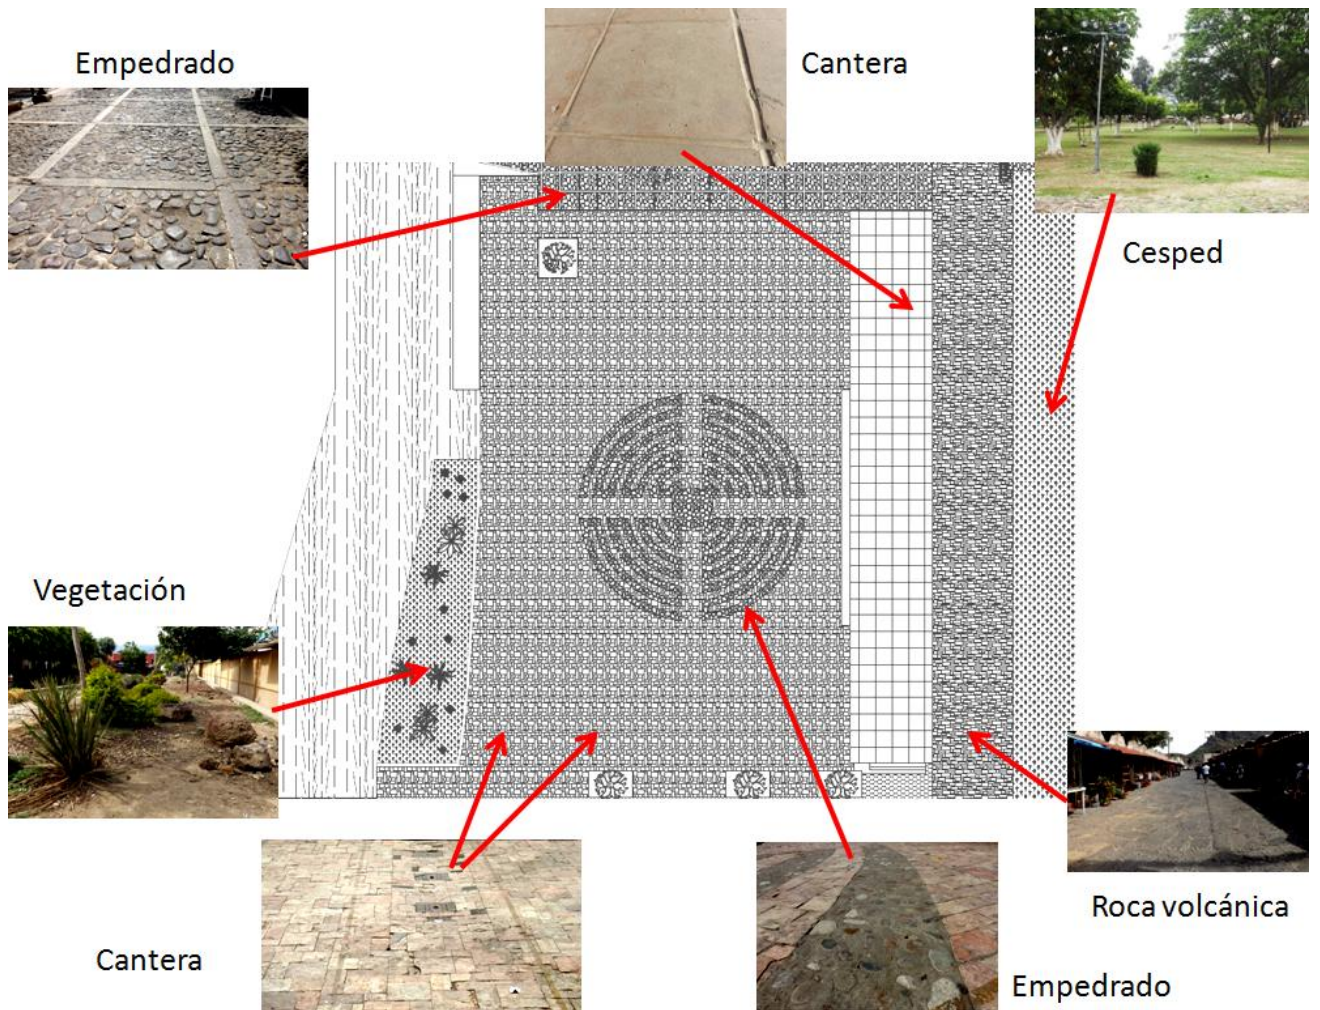 Empedrado
Cantera
Cesped
Vegetación
Roca volcánica
Cantera
Empedrado